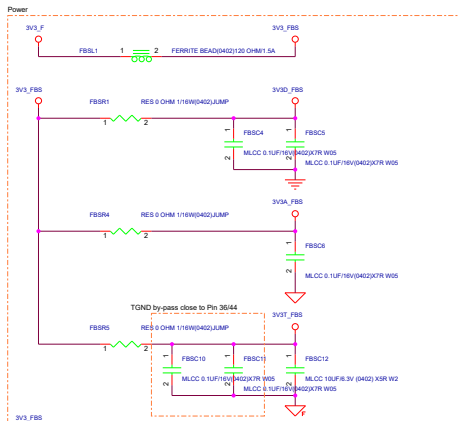 Power
3V3_F 3V3_FBS
FBSL1 1 2 FERRITE BEAD(0402)120 OHM/1.5A
3V3_FBS 3V3D_FBS
FBSR1 RES 0 OHM 1/16W(0402)JUMP
1 2
FBSC4 FBSC5
1 2 1 2
MLCC 0.1UF/16V(0402)X7R W05
MLCC 0.1UF/16V(0402)X7R W05
3V3A_FBS
FBSR4 RES 0 OHM 1/16W(0402)JUMP
1 2
FBSC6
1 2
MLCC 0.1UF/16V(0402)X7R W05
TGND by-pass close to Pin 36/44
3V3T_FBS
FBSR5 RES 0 OHM 1/16W(0402)JUMP
1 2
FBSC10 FBSC11 FBSC12
1 2 1 2 1 2
MLCC 0.1UF/16V(0402)X7R W05 MLCC 10UF/6.3V (0402) X5R W2
MLCC 0.1UF/16V(0402)X7R W05
F
3V3_FBS